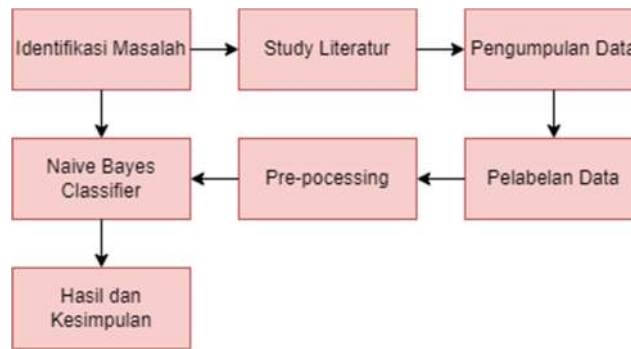 Identifikasi Masalah
Study Literatur
Pengumpulan Data
Naive Bayes
Classifier
Pre-pocessing
Pelabelan Data
Hasil dan
Kesimpulan